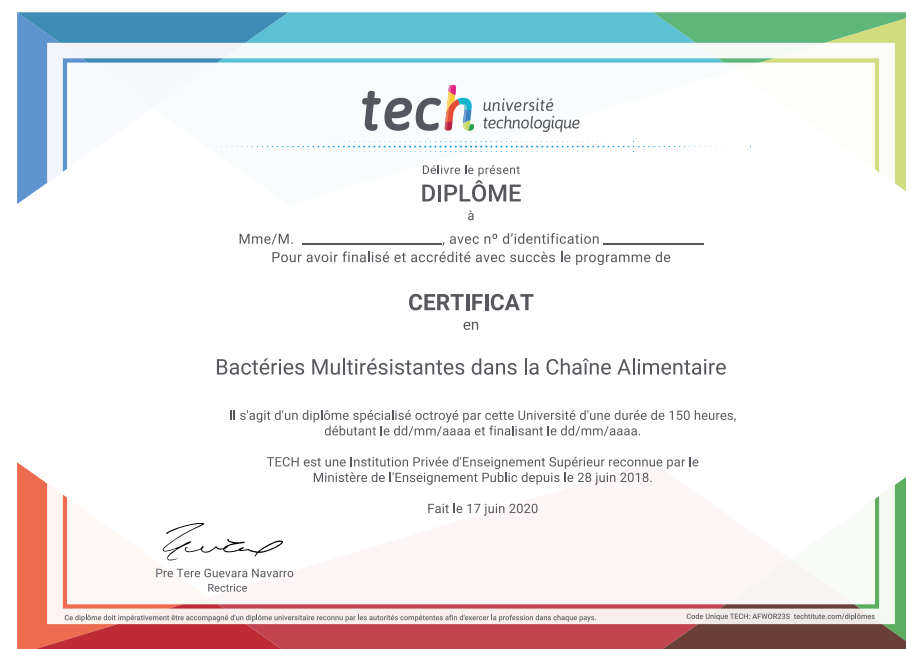 tech université
technologique
Délivre le présent
DIPLÔME
à
Mme/M. ____________________, avec nº d'identification ______________
Pour avoir finalisé et accrédité avec succès le programme de
CERTIFICAT
en
Bactéries Multirésistantes dans la Chaîne Alimentaire
Il s'agit d'un diplôme spécialisé octroyé par cette Université d'une durée de 150 heures,
débutant le dd/mm/aaaa et finalisant le dd/mm/aaaa.
TECH est une Institution Privée d'Enseignement Supérieur reconnue par le
Ministère de l'Enseignement Public depuis le 28 juin 2018.
Fait le 17 juin 2020
Pre Tere Guevara Navarro
Rectrice
Ce diplôme doit impérativement être accompagné d'un diplôme universitaire reconnu par les autorités compétentes afin d'exercer la profession dans chaque pays.
Code Unique TECH: AFWOR23S techtitute.com/diplômes